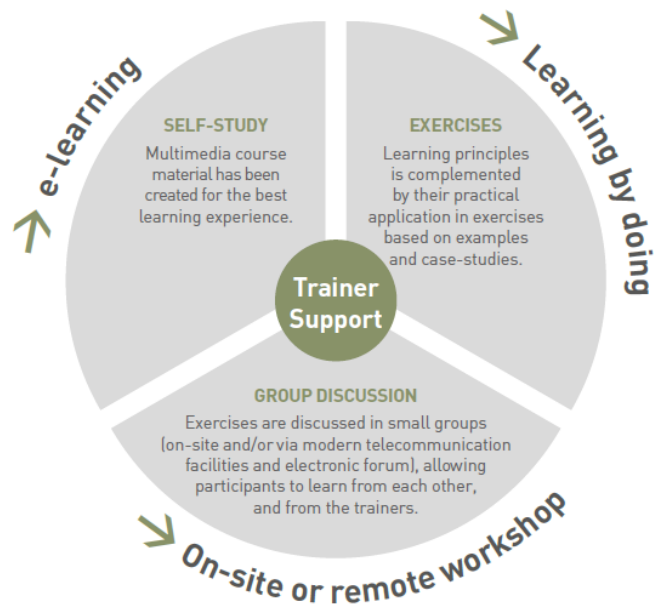 e-learning
SELF-STUDY
Multimedia course
material has been
created for the best
learning experience.
Learning by doing
EXERCISES
Learning principles
is complemented
by their practical
application in exercises
based on examples
and case-studies.
Trainer
Support
GROUP DISCUSSION
Exercises are discussed in small groups
(on-site and/or via modern telecommunication
facilities and electronic forum), allowing
participants to learn from each other,
and from the trainers.
On-site or remote workshop